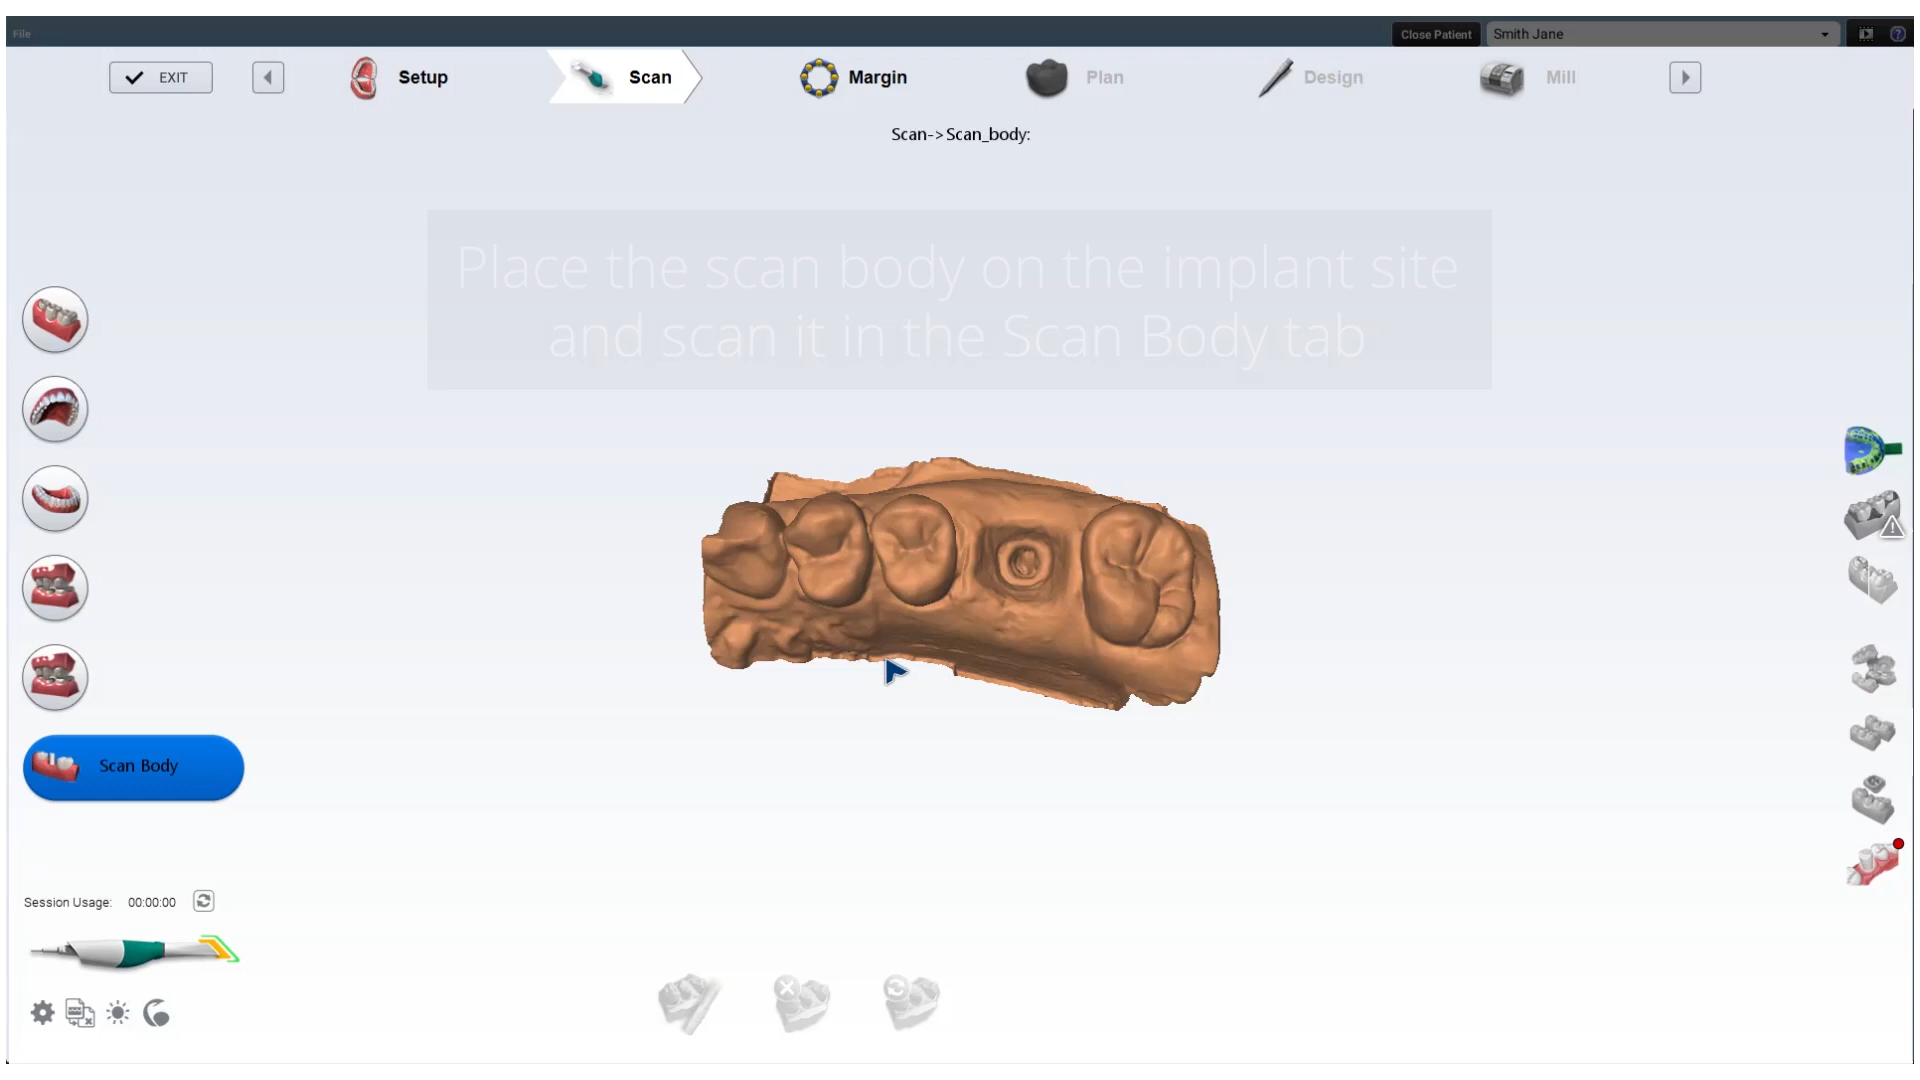 File
Close Patient
Smith Jane
EXIT
Setup
Scan
Margin
Plan
Design
Mill
Scan->Scan_body:
Place the scan body on the implant site
and scan it in the Scan Body tab
Scan Body
Session Usage: 00:00:00